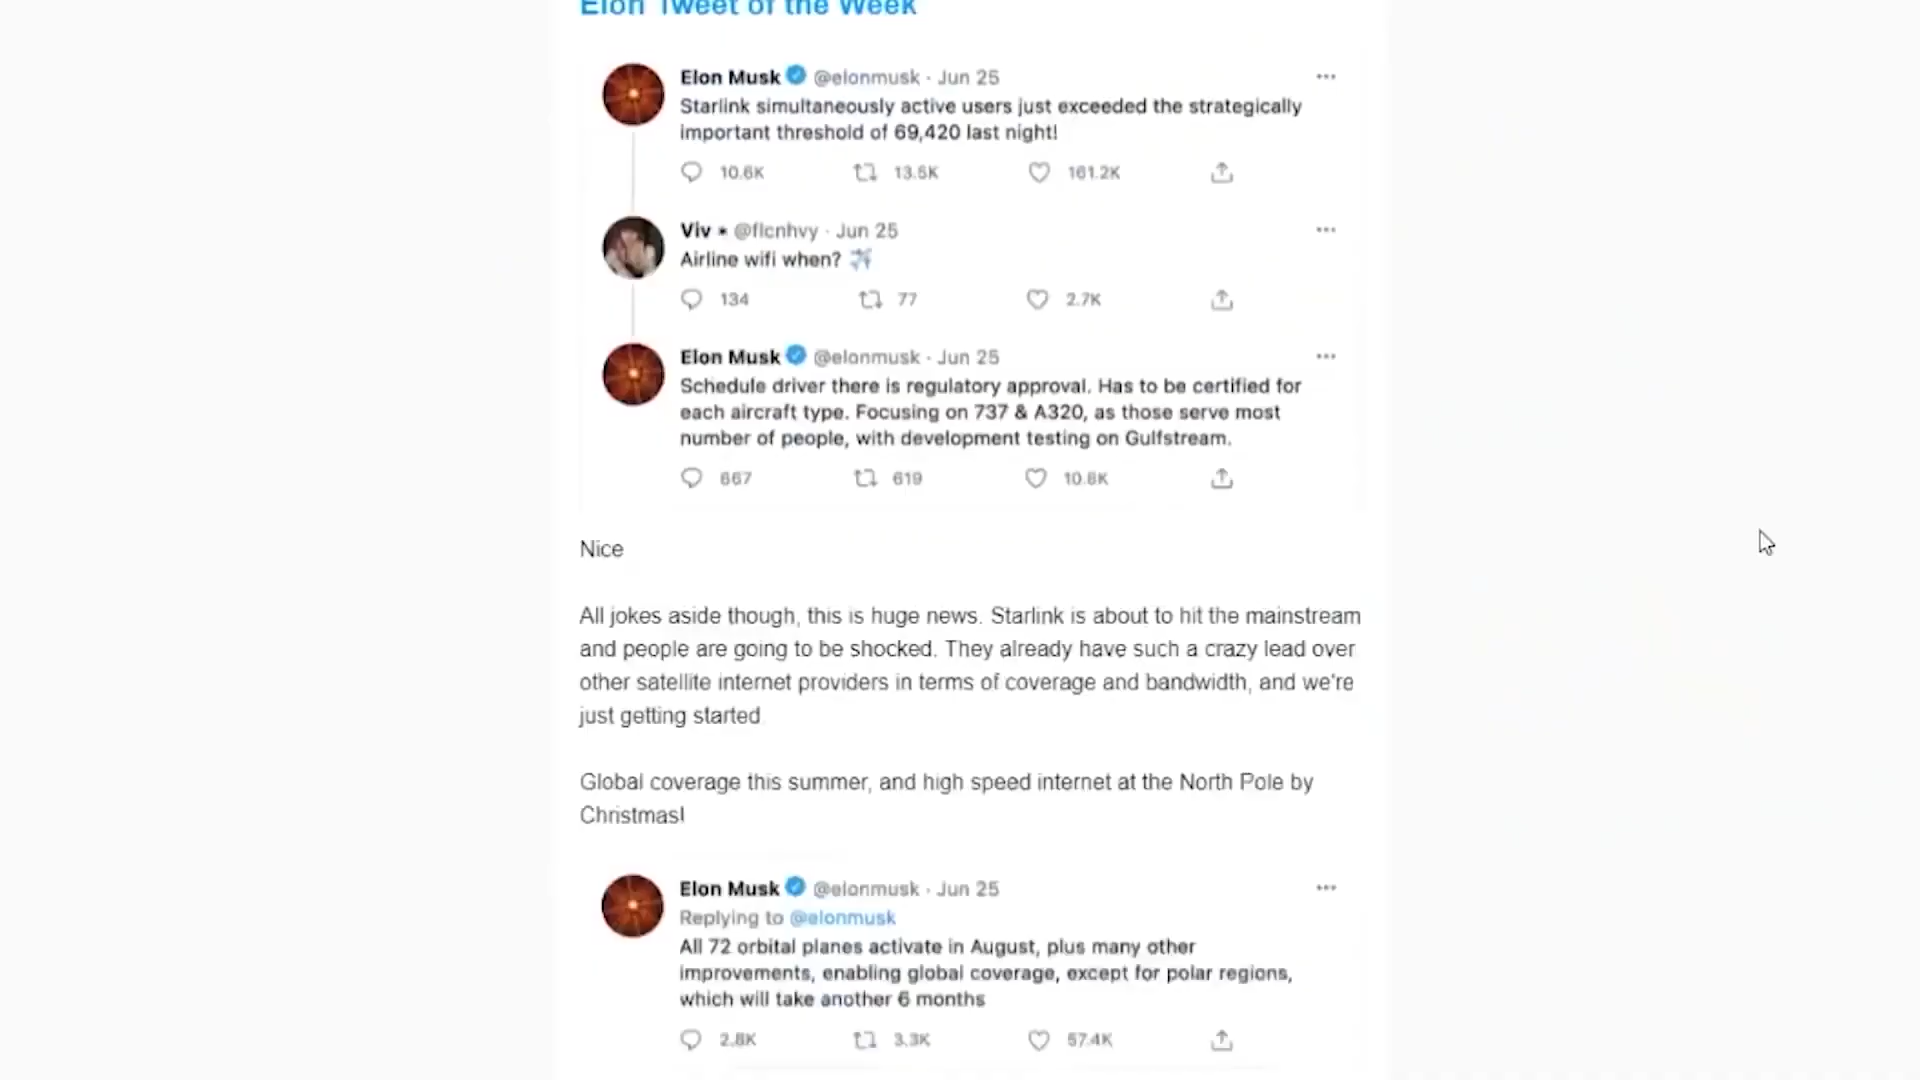 Elon Tweet of the Week
Elon Musk @elonmusk · Jun 25
Starlink simultaneously active users just exceeded the strategically
important threshold of 69,420 last night!
10.6K 13.5K 161.2K
Viv @flcnhvy · Jun 25
Airline wifi when? ✈️
134 77 2.7K
Elon Musk @elonmusk · Jun 25
Schedule driver there is regulatory approval. Has to be certified for
each aircraft type. Focusing on 737 & A320, as those serve most
number of people, with development testing on Gulfstream.
667 619 10.8K
Nice
All jokes aside though, this is huge news. Starlink is about to hit the mainstream
and people are going to be shocked. They already have such a crazy lead over
other satellite internet providers in terms of coverage and bandwidth, and we're
just getting started
Global coverage this summer, and high speed internet at the North Pole by
Christmas!
Elon Musk @elonmusk · Jun 25
Replying to @elonmusk
All 72 orbital planes activate in August, plus many other
improvements, enabling global coverage, except for polar regions,
which will take another 6 months
2.8K 3.3K 57.4K